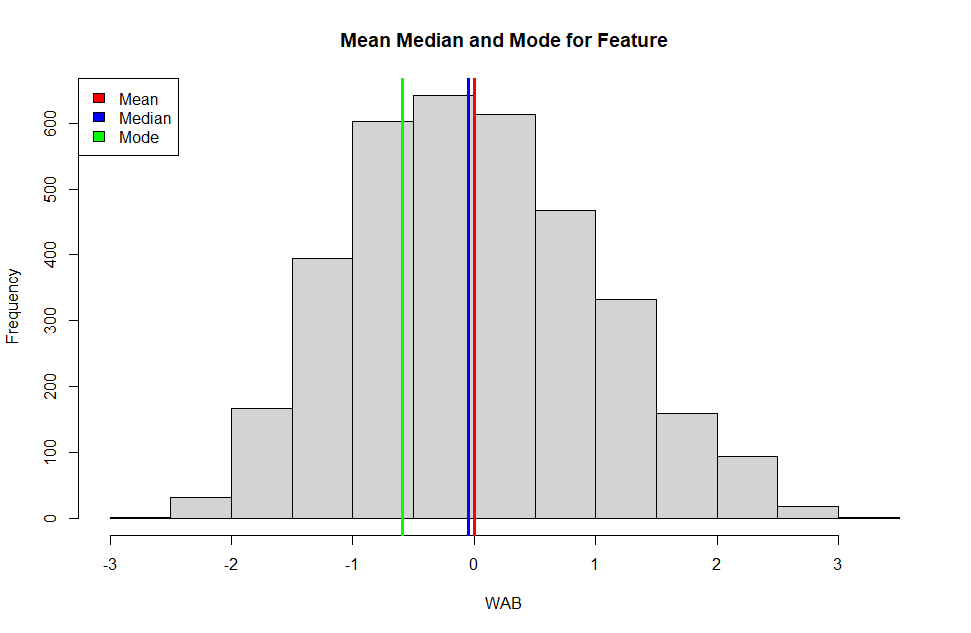 Mean Median and Mode for Feature
Mean
Median
Mode
Frequency
600
500
400
300
200
100
0
-3 -2 -1 0 1 2 3
WAB